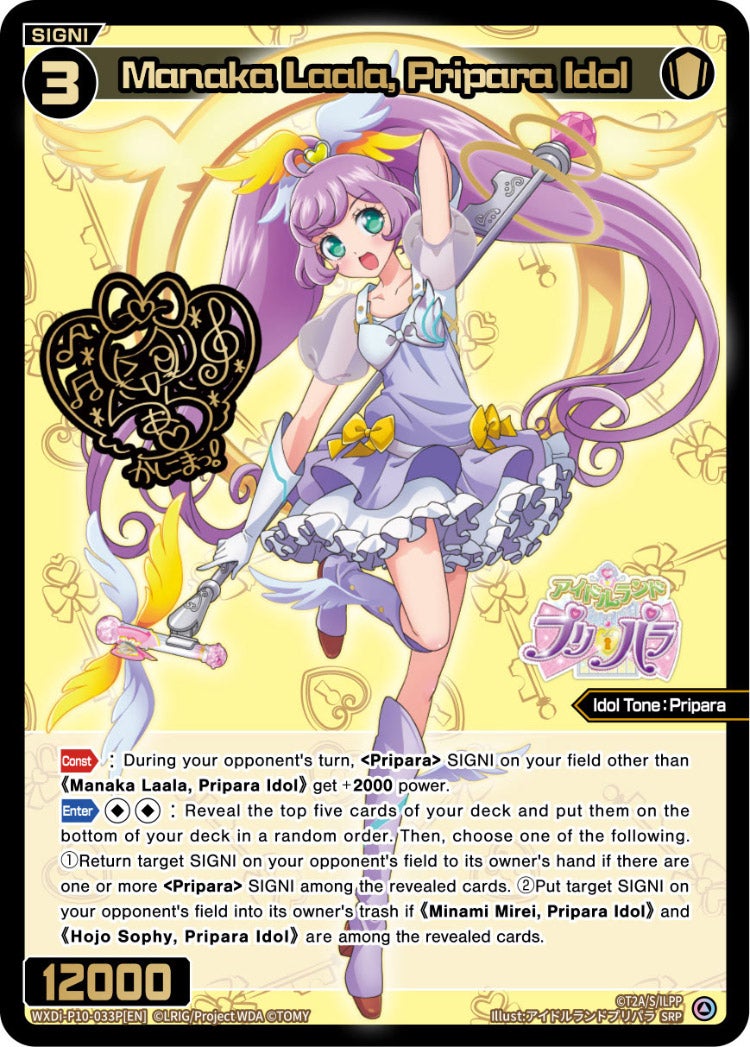 SIGNI
3
Manaka Laala, Pripara Idol
かしこまっ!
アイドルランド
プリパラ
Idol Tone : Pripara
Const : During your opponent's turn, <Pripara> SIGNI on your field other than
《Manaka Laala, Pripara Idol》 get +2000 power.
Enter ◆ ◆ : Reveal the top five cards of your deck and put them on the
bottom of your deck in a random order. Then, choose one of the following.
①Return target SIGNI on your opponent's field to its owner's hand if there are
one or more <Pripara> SIGNI among the revealed cards. ②Put target SIGNI on
your opponent's field into its owner's trash if 《Minami Mirei, Pripara Idol》 and
《Hojo Sophy, Pripara Idol》 are among the revealed cards.
12000
©T2A/S/ILPP
WXDi-P10-033P[EN] ©LRIG/Project WDA ©TOMY
Illust:アイドルランドプリパラ SRP